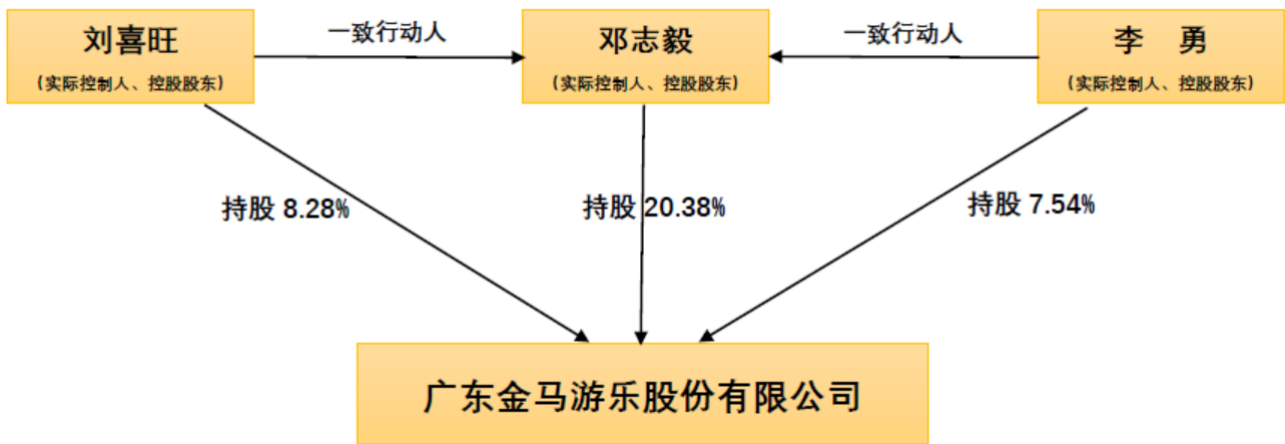 刘喜旺
（实际控制人、控股股东）
一致行动人
邓志毅
（实际控制人、控股股东）
一致行动人
李 勇
（实际控制人、控股股东）
持股 8.28%
持股 20.38%
持股 7.54%
广东金马游乐股份有限公司